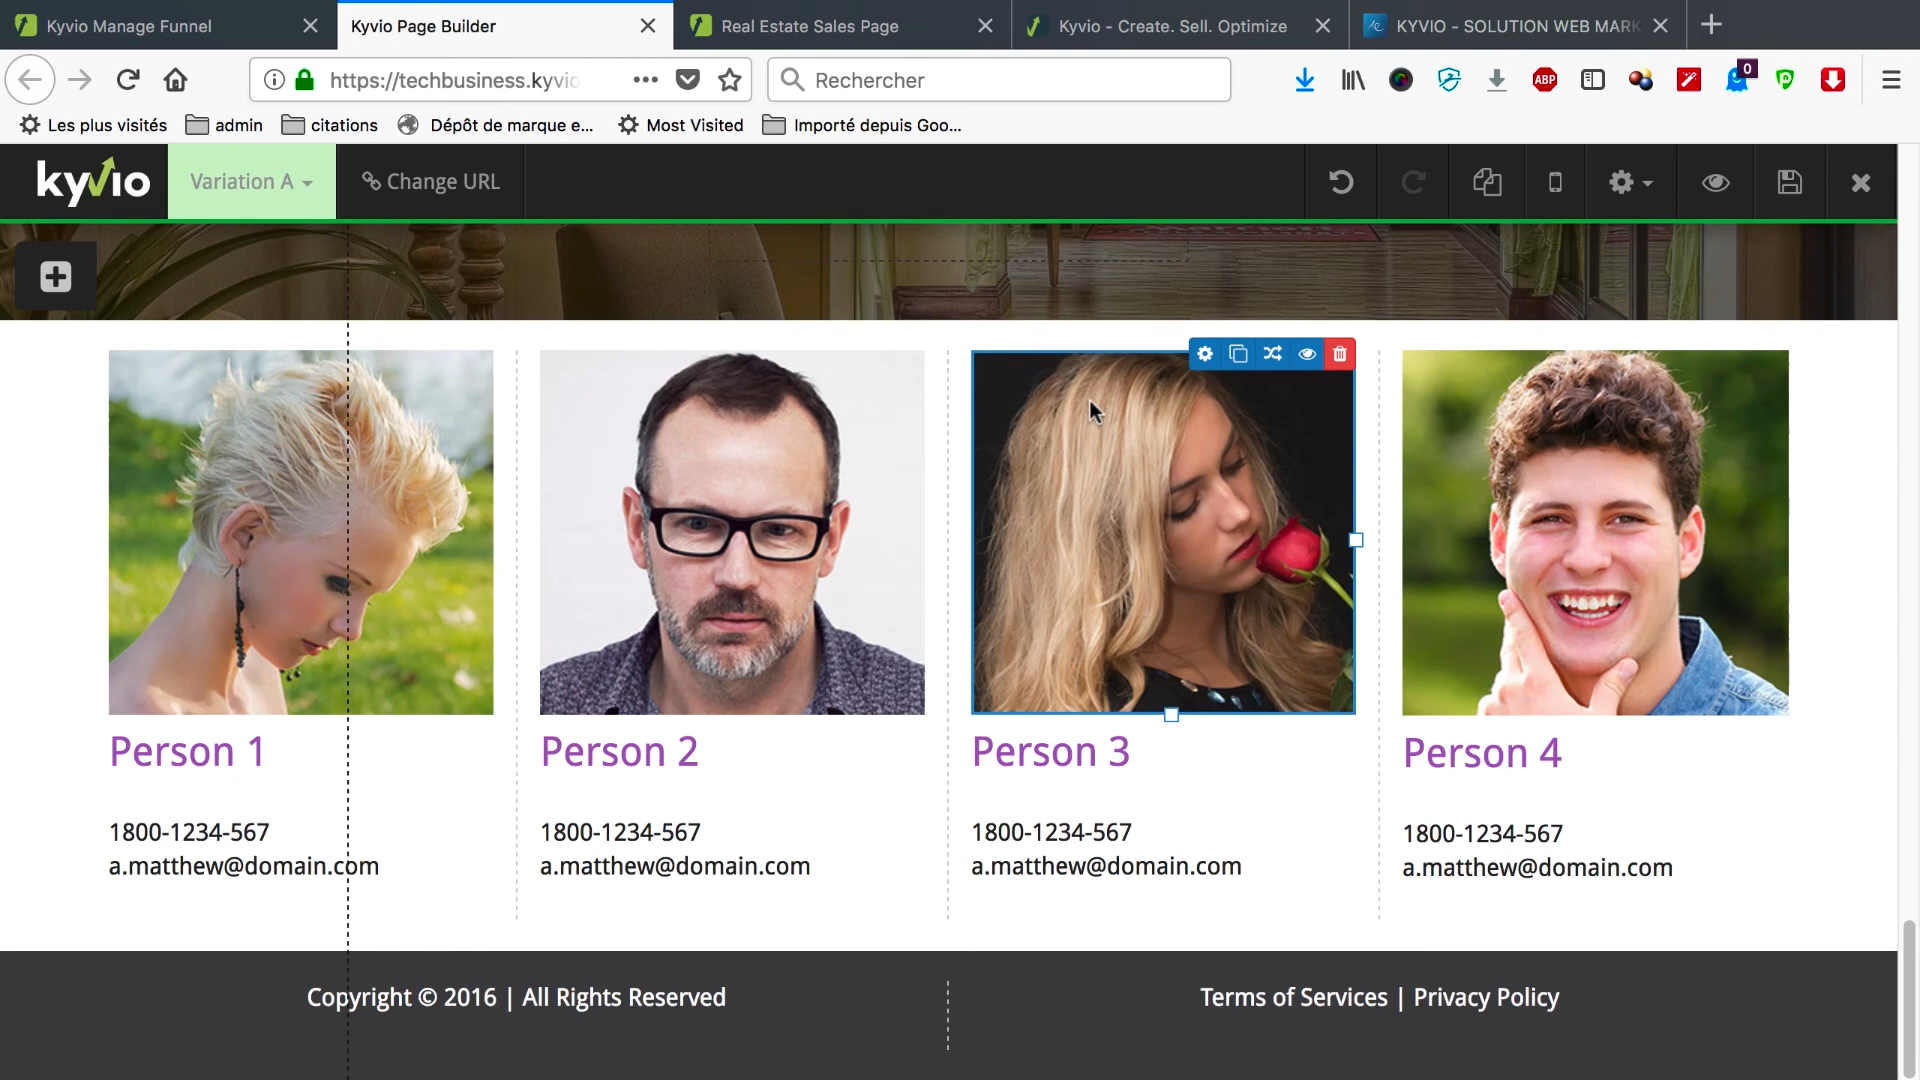 Kyvio Manage Funnel
Kyvio Page Builder
Real Estate Sales Page
Kyvio - Create. Sell. Optimize
KYVIO - SOLUTION WEB MARK
https://techbusiness.kyvio
Rechercher
ABP
0
Les plus visités
admin
citations
Dépôt de marque e...
Most Visited
Importé depuis Goo...
kyvio
Variation A
Change URL
Person 1
Person 2
Person 3
Person 4
1800-1234-567
a.matthew@domain.com
1800-1234-567
a.matthew@domain.com
1800-1234-567
a.matthew@domain.com
1800-1234-567
a.matthew@domain.com
Copyright © 2016 | All Rights Reserved
Terms of Services | Privacy Policy